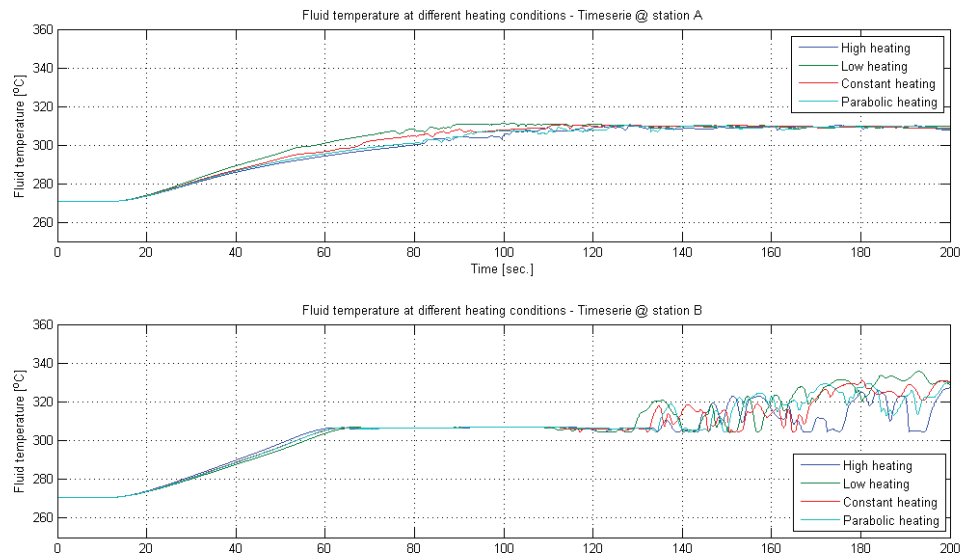 Fluid temperature at different heating conditions - Timeserie @ station A
Fluid temperature [ºC]
360
340
320
300
280
260
High heating
Low heating
Constant heating
Parabolic heating
0 20 40 60 80 100 120 140 160 180 200
Time [sec.]
Fluid temperature at different heating conditions - Timeserie @ station B
Fluid temperature [ºC]
360
340
320
300
280
260
High heating
Low heating
Constant heating
Parabolic heating
0 20 40 60 80 100 120 140 160 180 200